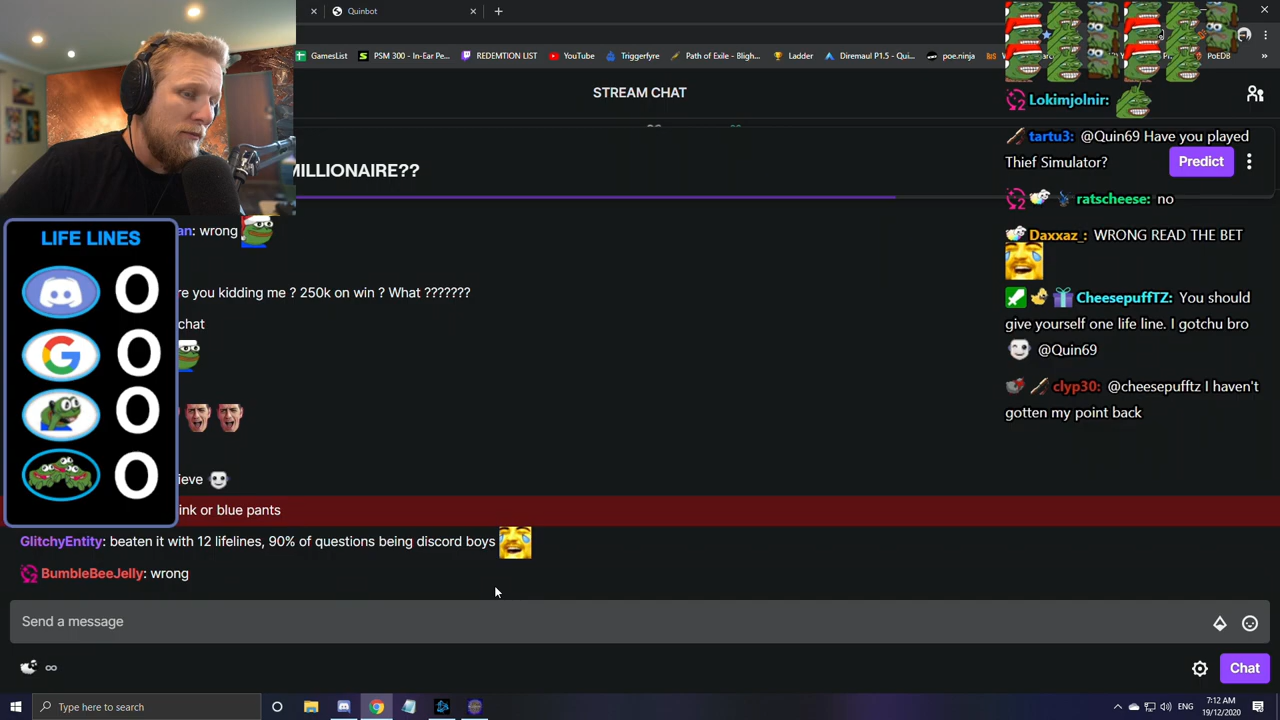 Quinbot
GamesList
PSM 300 - In-Ear Fe...
REDEMTION LIST
YouTube
Triggerfyre
Path of Exile - Bligh...
Ladder
Diremaul P1.5 - Qui...
poe.ninja
PoEDB
STREAM CHAT
MILLIONAIRE??
Predict
an: wrong
re you kidding me ? 250k on win ? What ???????
chat
ieve
ink or blue pants
GlitchyEntity: beaten it with 12 lifelines, 90% of questions being discord boys
BumbleBeeJelly: wrong
Send a message
Chat
LIFE LINES
0
0
0
0
Lokimjolnir:
tartu3: @Quin69 Have you played
Thief Simulator?
ratscheese: no
Daxxaz_: WRONG READ THE BET
CheesepuffTZ: You should
give yourself one life line. I gotchu bro
@Quin69
clyp30: @cheesepufftz I haven't
gotten my point back
Type here to search
ENG
7:12 AM
19/12/2020